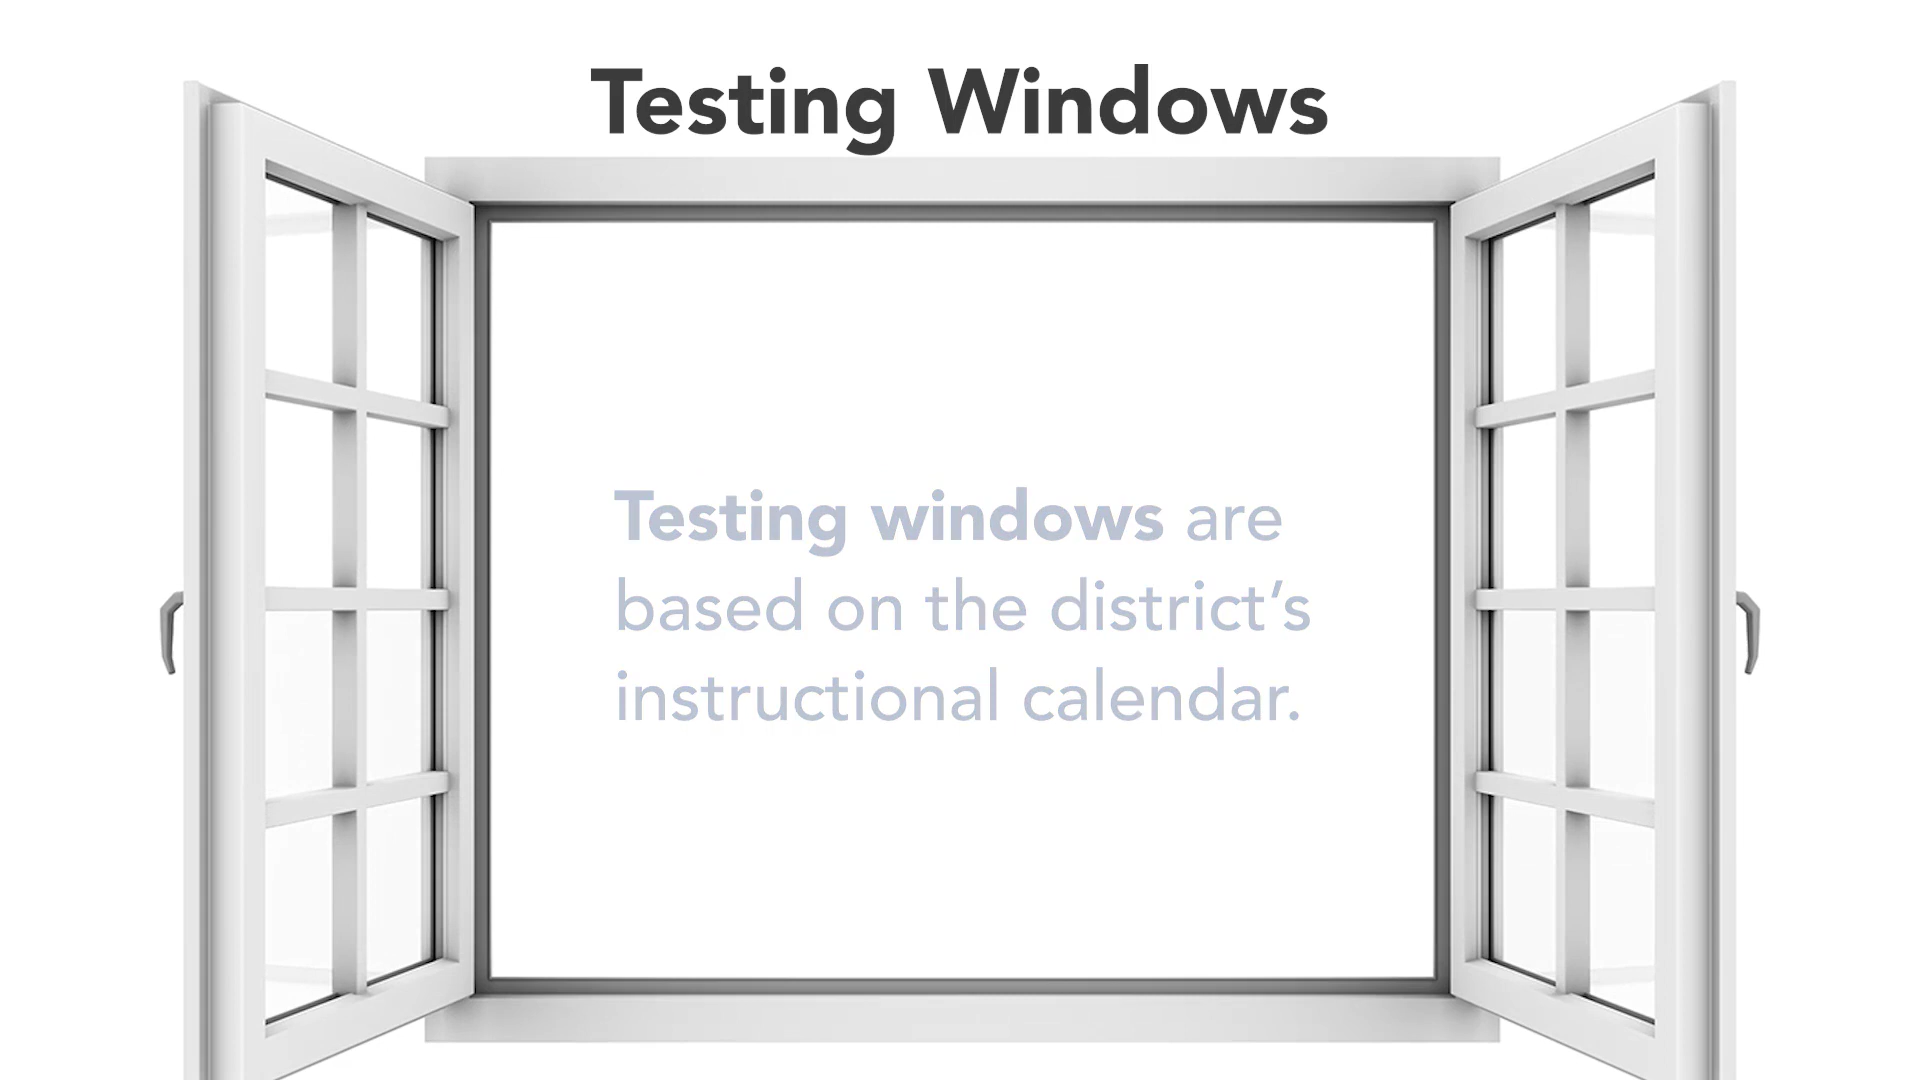 Testing Windows
Testing windows are
based on the district’s
instructional calendar.